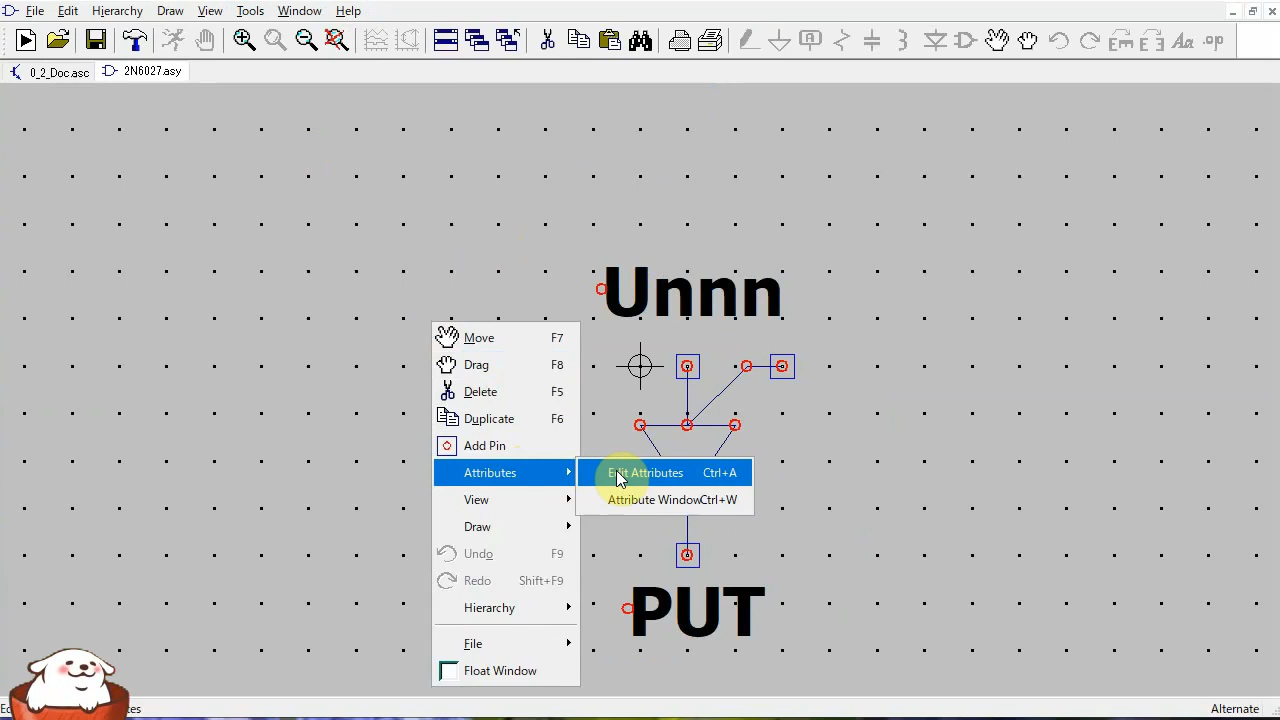 File Edit Hierarchy Draw View Tools Window Help
.op
0_2_Doc.asc 2N6027.asy
Unnn
Move F7
Drag F8
Delete F5
Duplicate F6
Add Pin
Attributes
Edit Attributes Ctrl+A
View
Attribute Window Ctrl+W
Draw
Undo F9
Redo Shift+F9
Hierarchy
PUT
File
Float Window
Alternate